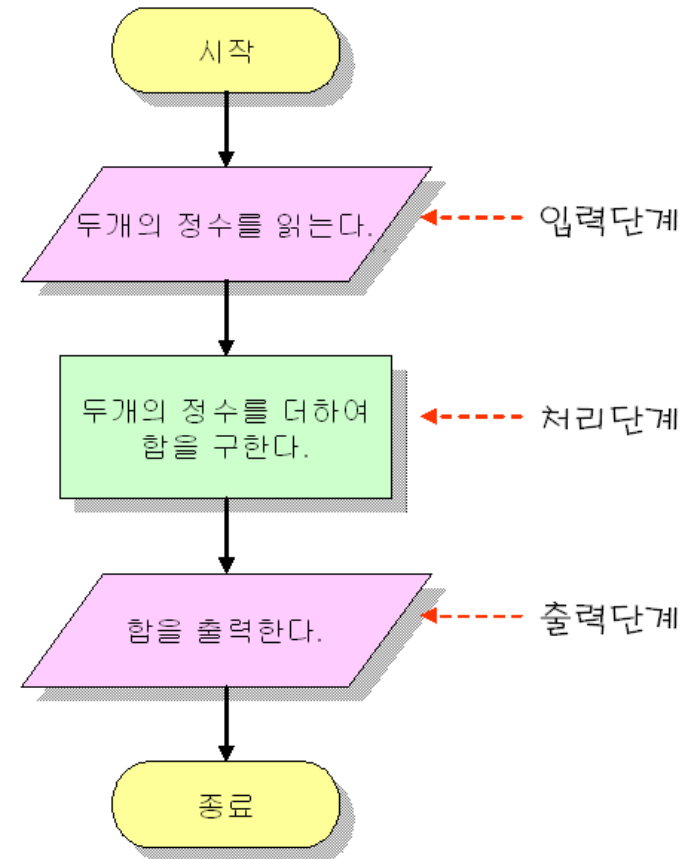 시작
두개의 정수를 읽는다.
입력단계
두개의 정수를 더하여
합을 구한다.
처리단계
합을 출력한다.
출력단계
종료